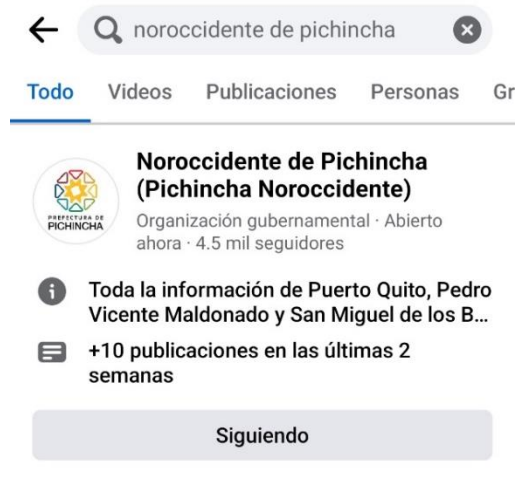 noroccidente de pichincha
Todo Videos Publicaciones Personas Gr
Noroccidente de Pichincha
(Pichincha Noroccidente)
Organización gubernamental · Abierto
ahora · 4.5 mil seguidores
PREFECTURA DE
PICHINCHA
Toda la información de Puerto Quito, Pedro
Vicente Maldonado y San Miguel de los B...
+10 publicaciones en las últimas 2
semanas
Siguiendo